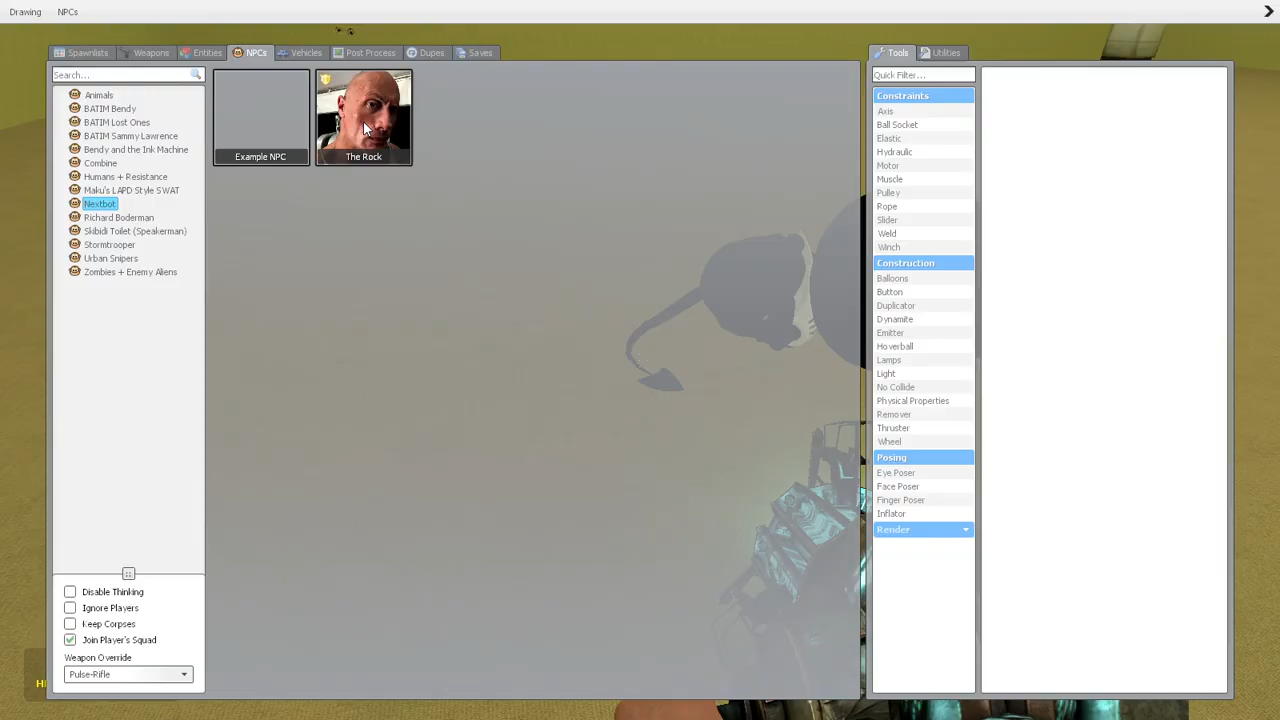 Drawing NPCs
Spawnlists Weapons Entities NPCs Vehicles Post Process Dupes Saves
Search...
Animals
BATIM Bendy
BATIM Lost Ones
BATIM Sammy Lawrence
Bendy and the Ink Machine
Combine
Humans + Resistance
Maku's LAPD Style SWAT
Nextbot
Richard Boderman
Skibidi Toilet (Speakerman)
Stormtrooper
Urban Snipers
Zombies + Enemy Aliens
Example NPC The Rock
Disable Thinking
Ignore Players
Keep Corpses
Join Player's Squad
Weapon Override
Pulse-Rifle
Tools Utilities
Quick Filter...
Constraints
Axis
Ball Socket
Elastic
Hydraulic
Motor
Muscle
Pulley
Rope
Slider
Weld
Winch
Construction
Balloons
Button
Duplicator
Dynamite
Emitter
Hoverball
Lamps
Light
No Collide
Physical Properties
Remover
Thruster
Wheel
Posing
Eye Poser
Face Poser
Finger Poser
Inflator
Render